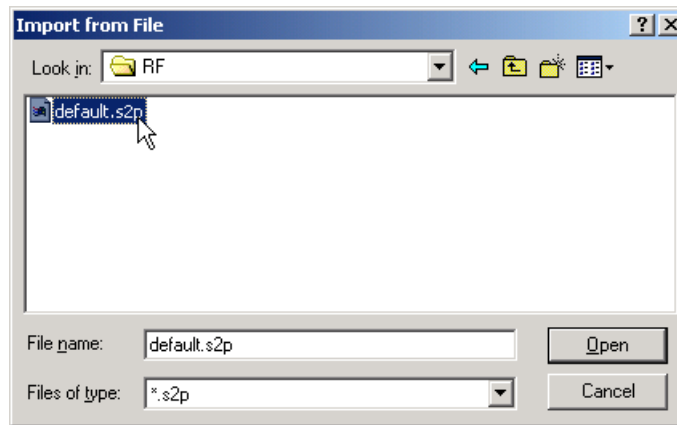 Import from File
Look in: RF
default.s2p
File name: default.s2p Open
Files of type: *.s2p Cancel